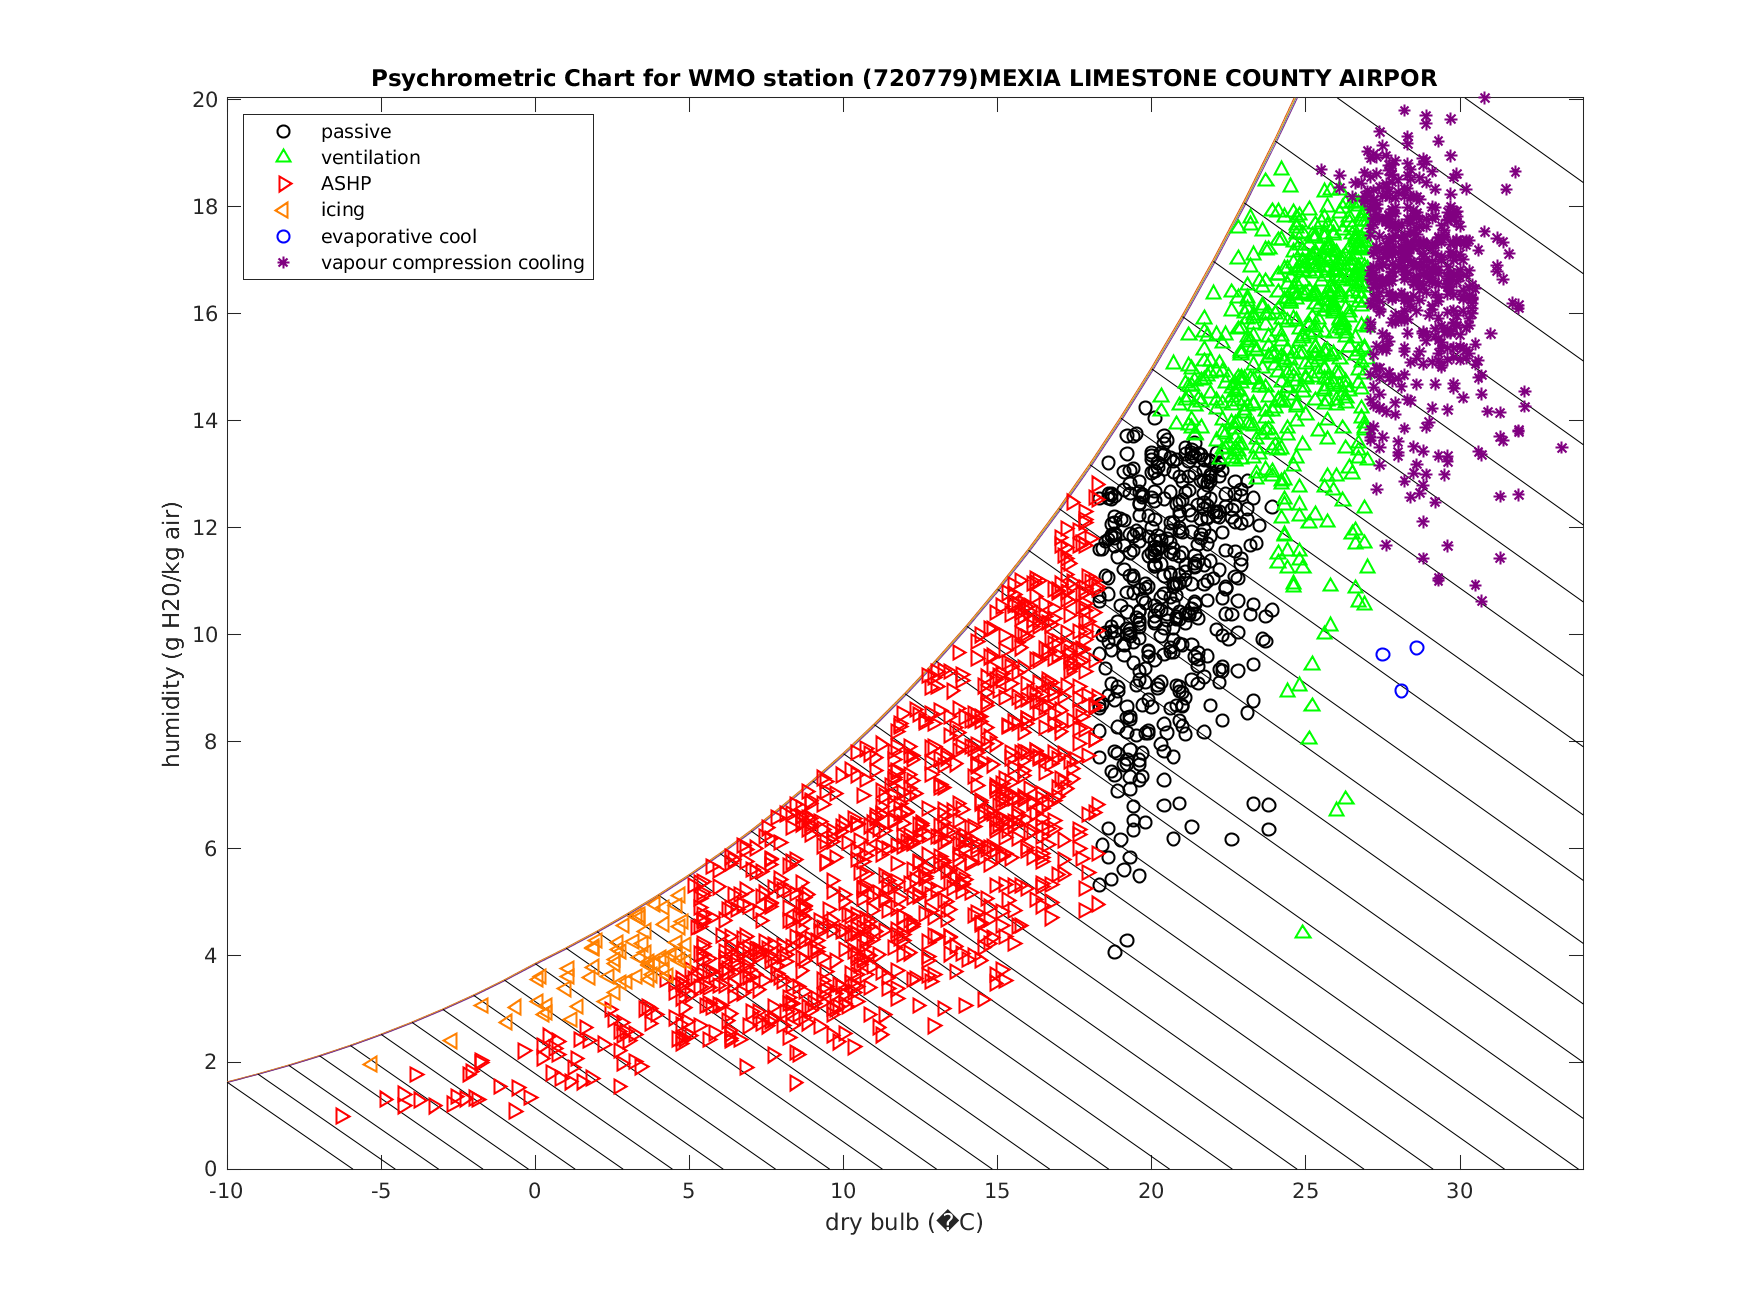 Psychrometric Chart for WMO station (720779)MEXIA LIMESTONE COUNTY AIRPOR
passive
ventilation
ASHP
icing
evaporative cool
vapour compression cooling
humidity (g H20/kg air)
20
18
16
14
12
10
8
6
4
2
0
-10 -5 0 5 10 15 20 25 30
dry bulb (�C)